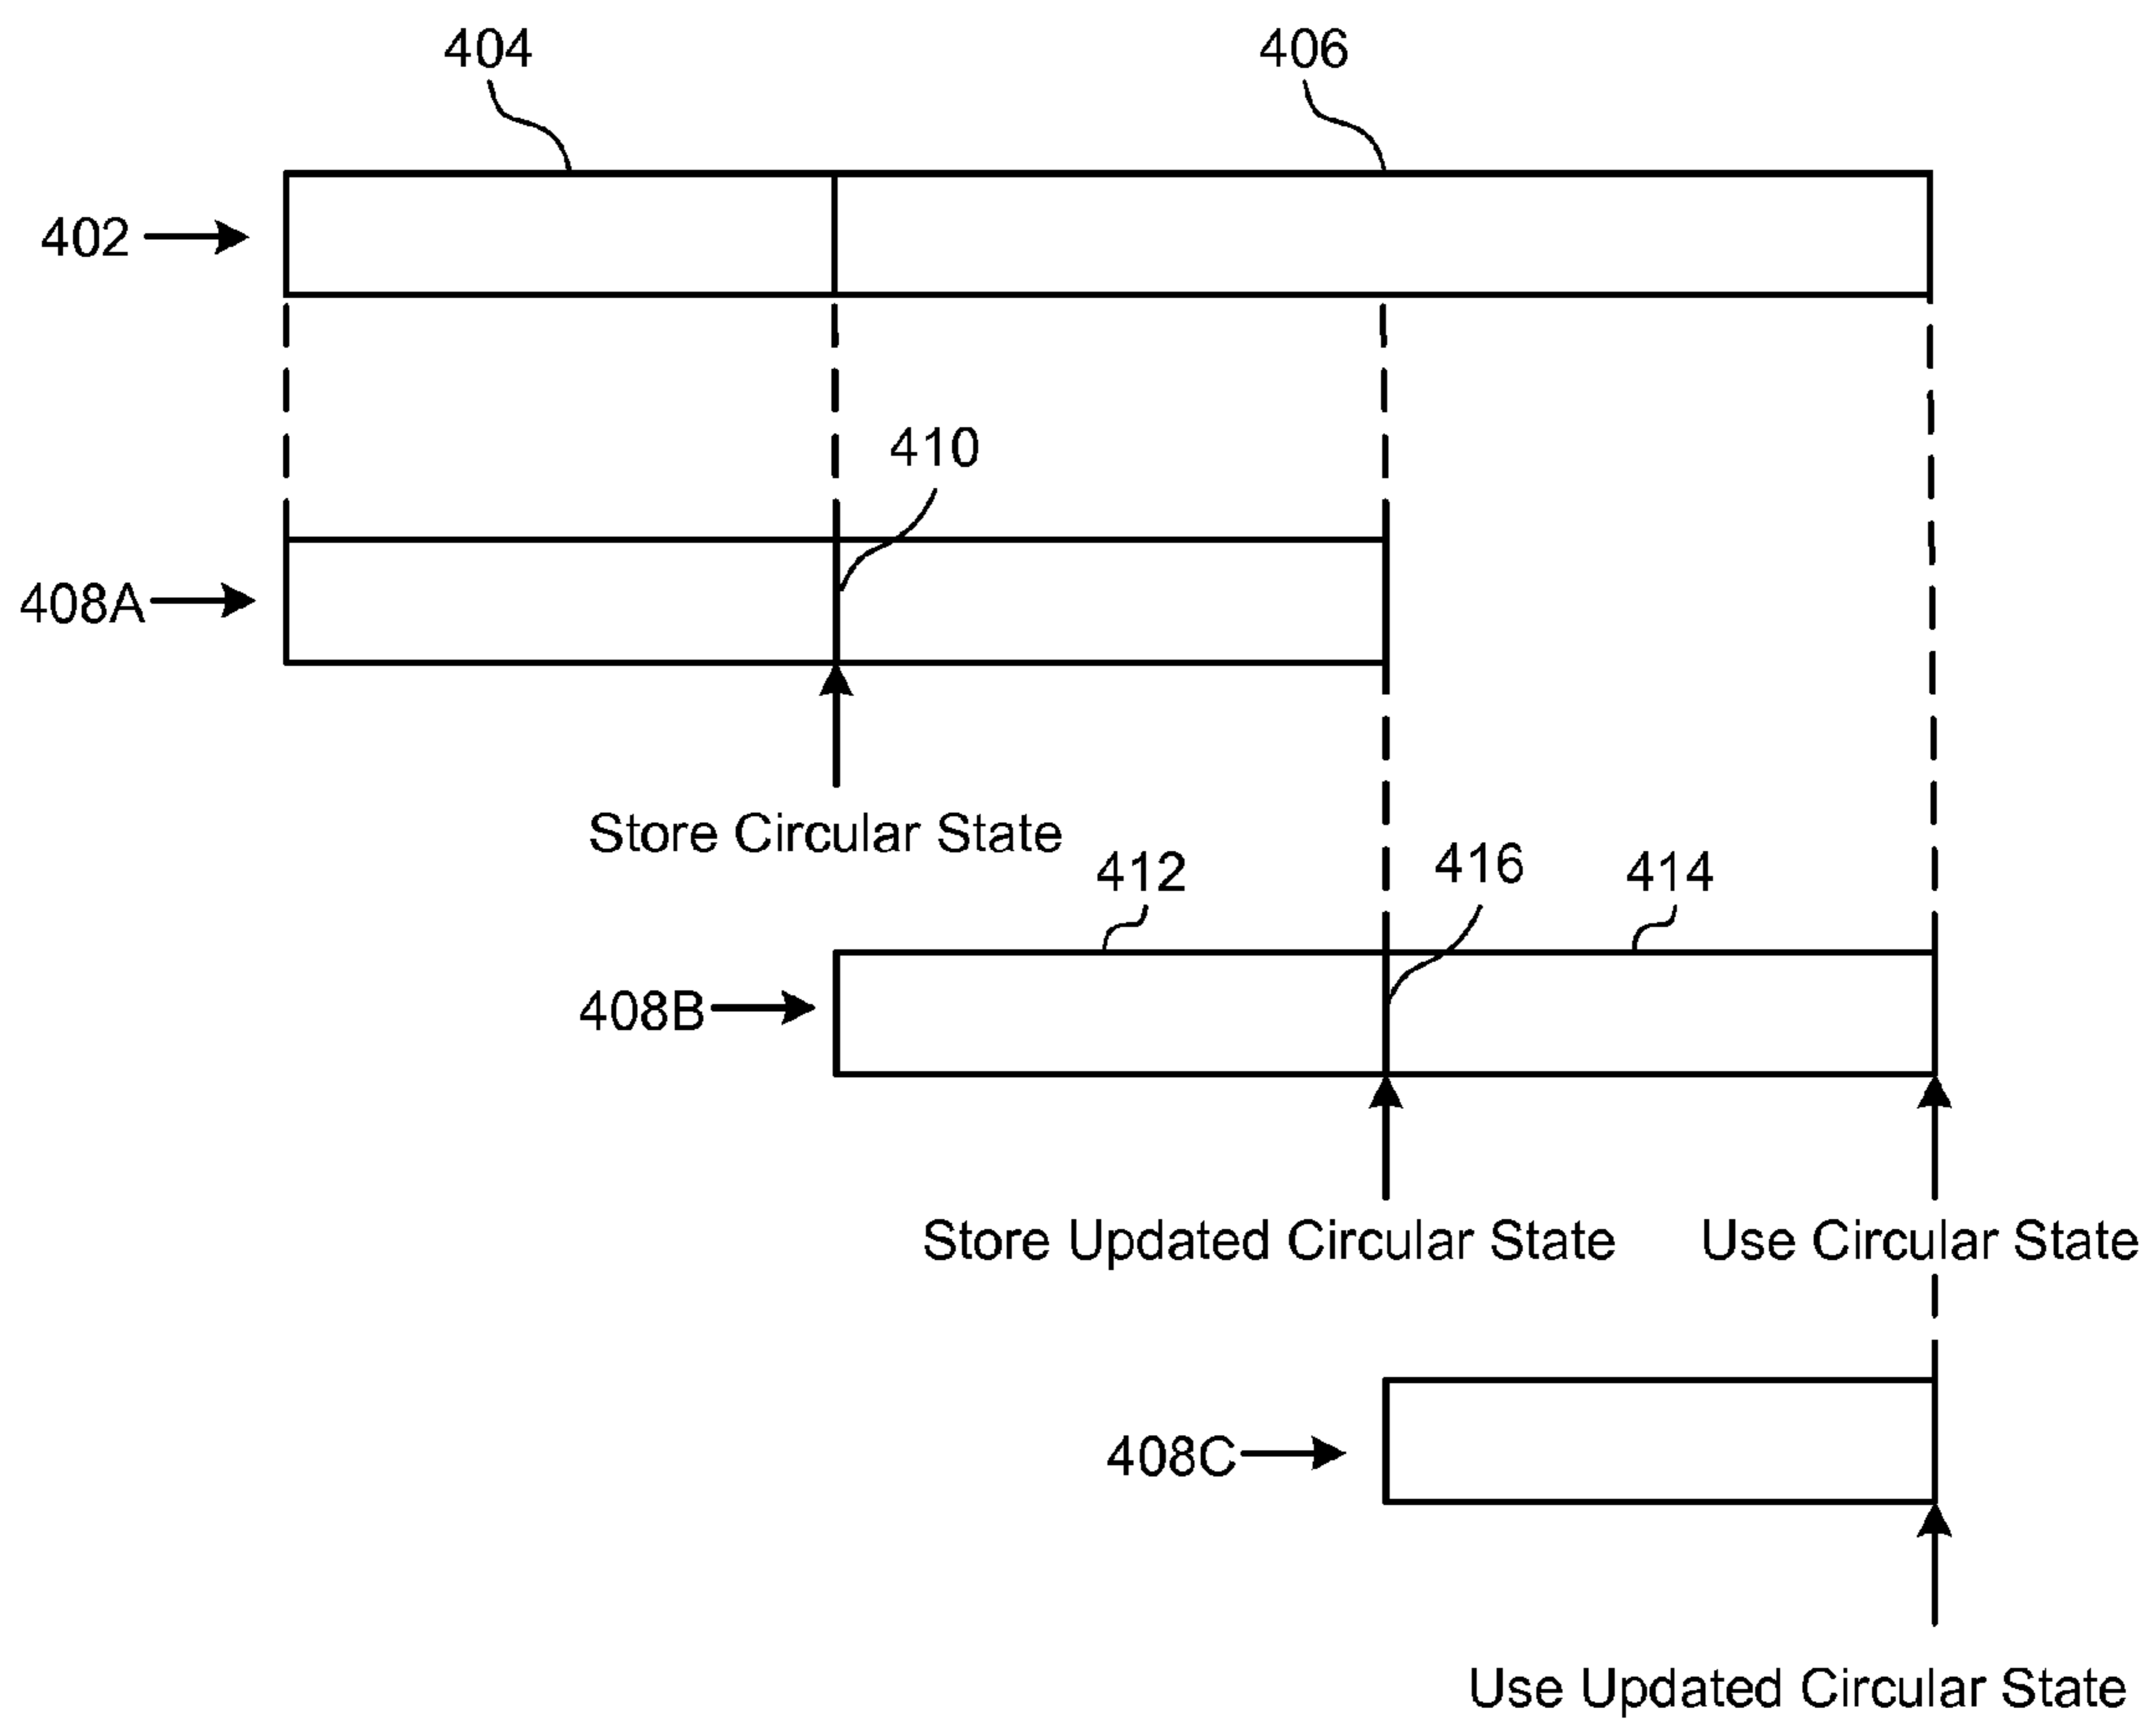 404
406
402
410
408A
Store Circular State
412
416
414
408B
Store Updated Circular State
Use Circular State
408C
Use Updated Circular State